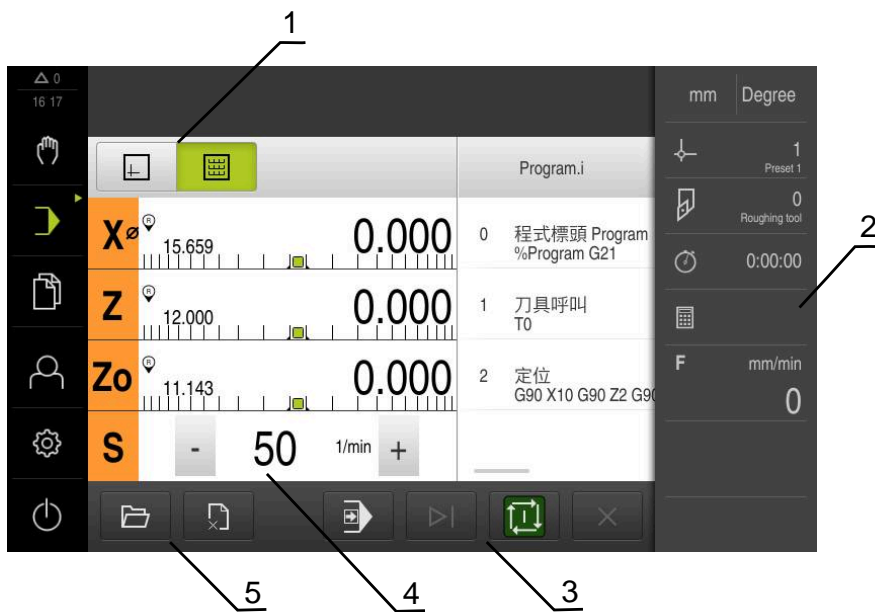 1
0
16 17
mm
Degree
Program.i
1
Preset 1
0
Roughing tool
0:00:00
F
mm/min
0
X⌀
R
15.659
0.000
Z
R
12.000
0.000
Zo
R
11.143
0.000
S
-
50
1/min
+
0
程式標頭 Program
%Program G21
1
刀具呼叫
T0
2
定位
G90 X10 G90 Z2 G90
2
5
4
3